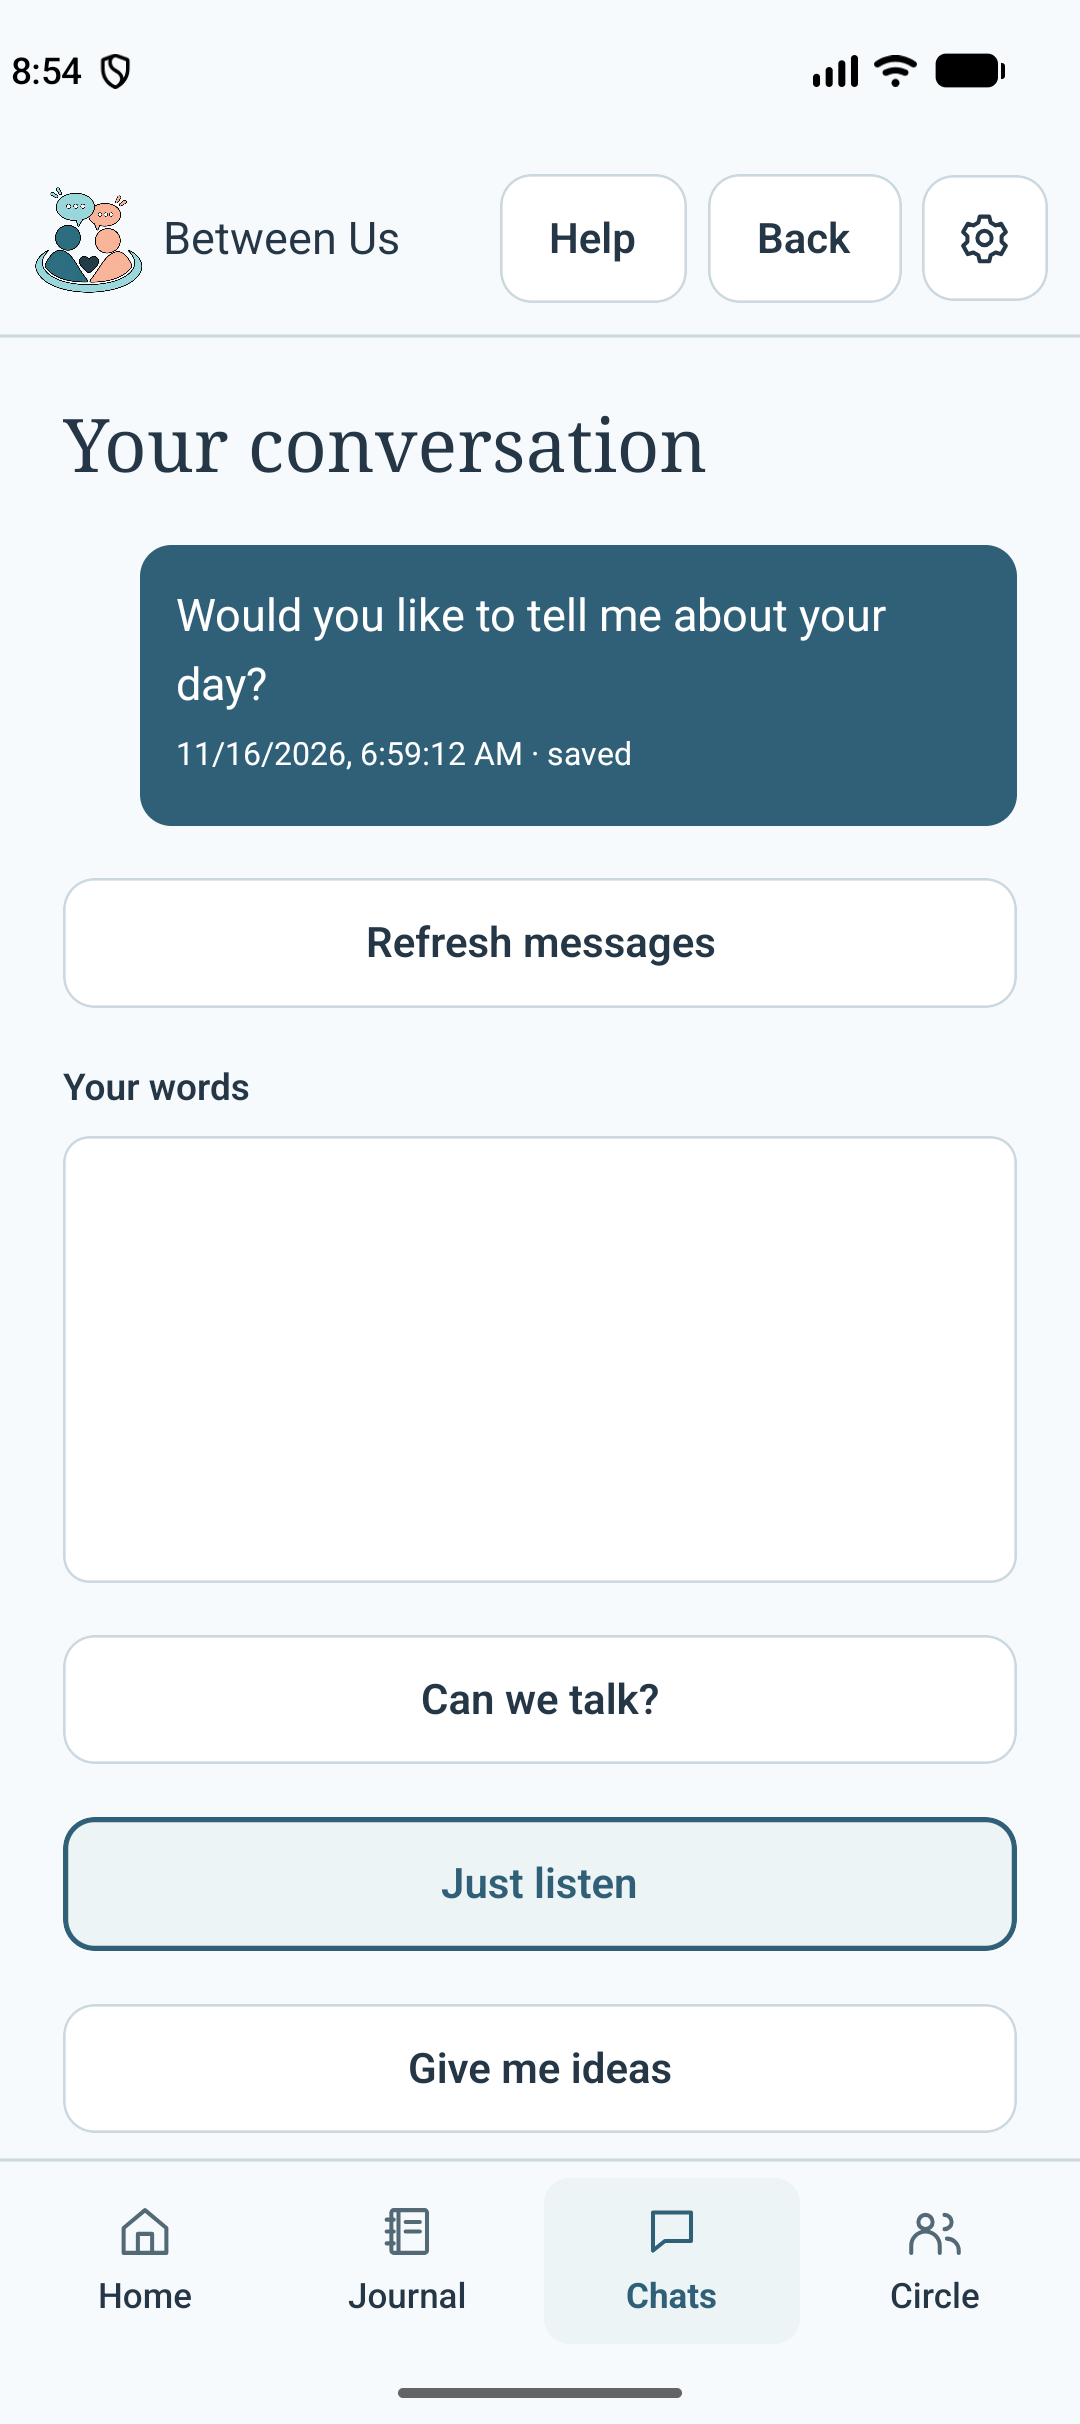 8:54
Between Us
Help
Back
Your conversation
Would you like to tell me about your
day?
11/16/2026, 6:59:12 AM · saved
Refresh messages
Your words
Can we talk?
Just listen
Give me ideas
Home
Journal
Chats
Circle